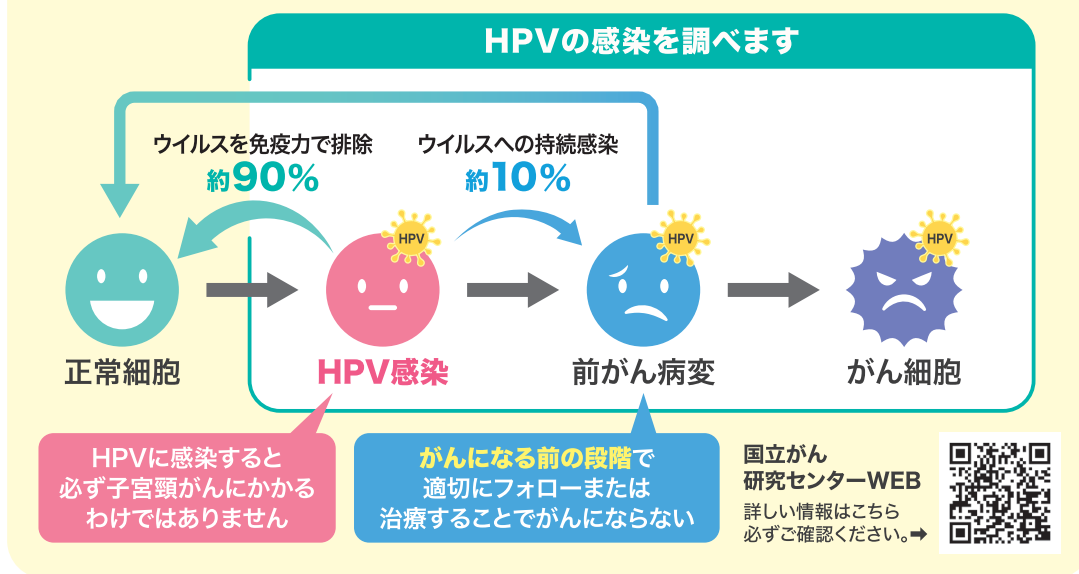 HPVの感染を調べます
ウイルスを免疫力で排除
約90%
ウイルスへの持続感染
約10%
HPV
HPV
HPV
正常細胞
HPV感染
前がん病変
がん細胞
HPVに感染すると
必ず子宮頸がんにかかる
わけではありません
がんになる前の段階で
適切にフォローまたは
治療することでがんにならない
国立がん
研究センターWEB
詳しい情報はこちら
必ずご確認ください。➡